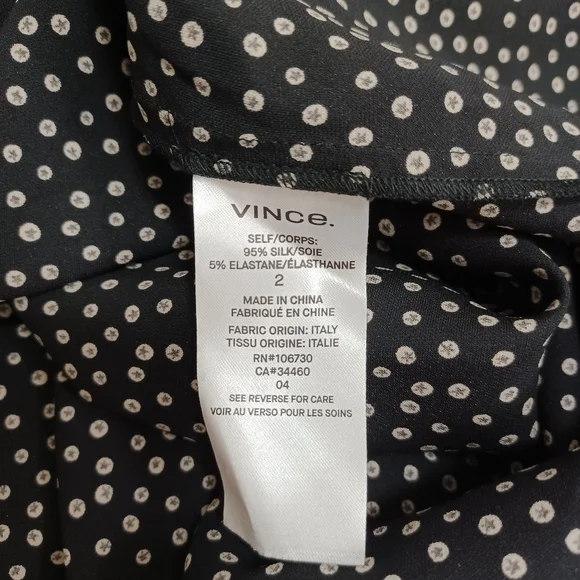 VINCE.
SELF/CORPS:
95% SILK/SOIE
5% ELASTANE/ÉLASTHANNE
2
MADE IN CHINA
FABRIQUÉ EN CHINE
FABRIC ORIGIN: ITALY
TISSU ORIGINE: ITALIE
RN#106730
CA#34460
04
SEE REVERSE FOR CARE
VOIR AU VERSO POUR LES SOINS